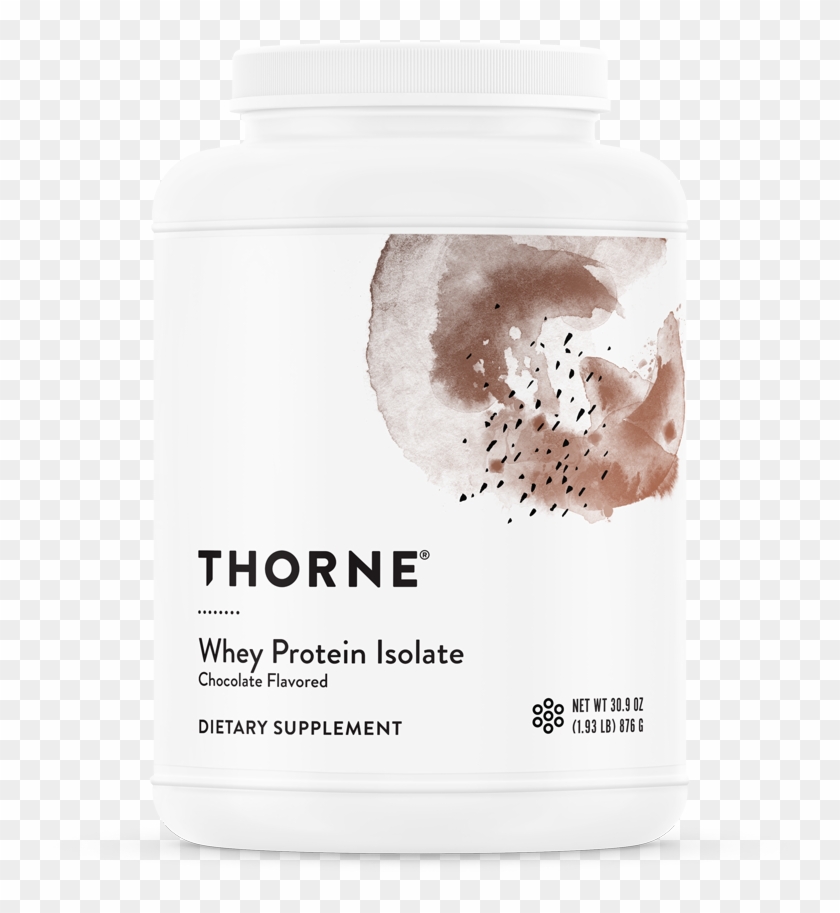 THORNE®
Whey Protein Isolate
Chocolate Flavored
DIETARY SUPPLEMENT
NET WT 30.9 OZ
(1.93 LB) 876 G